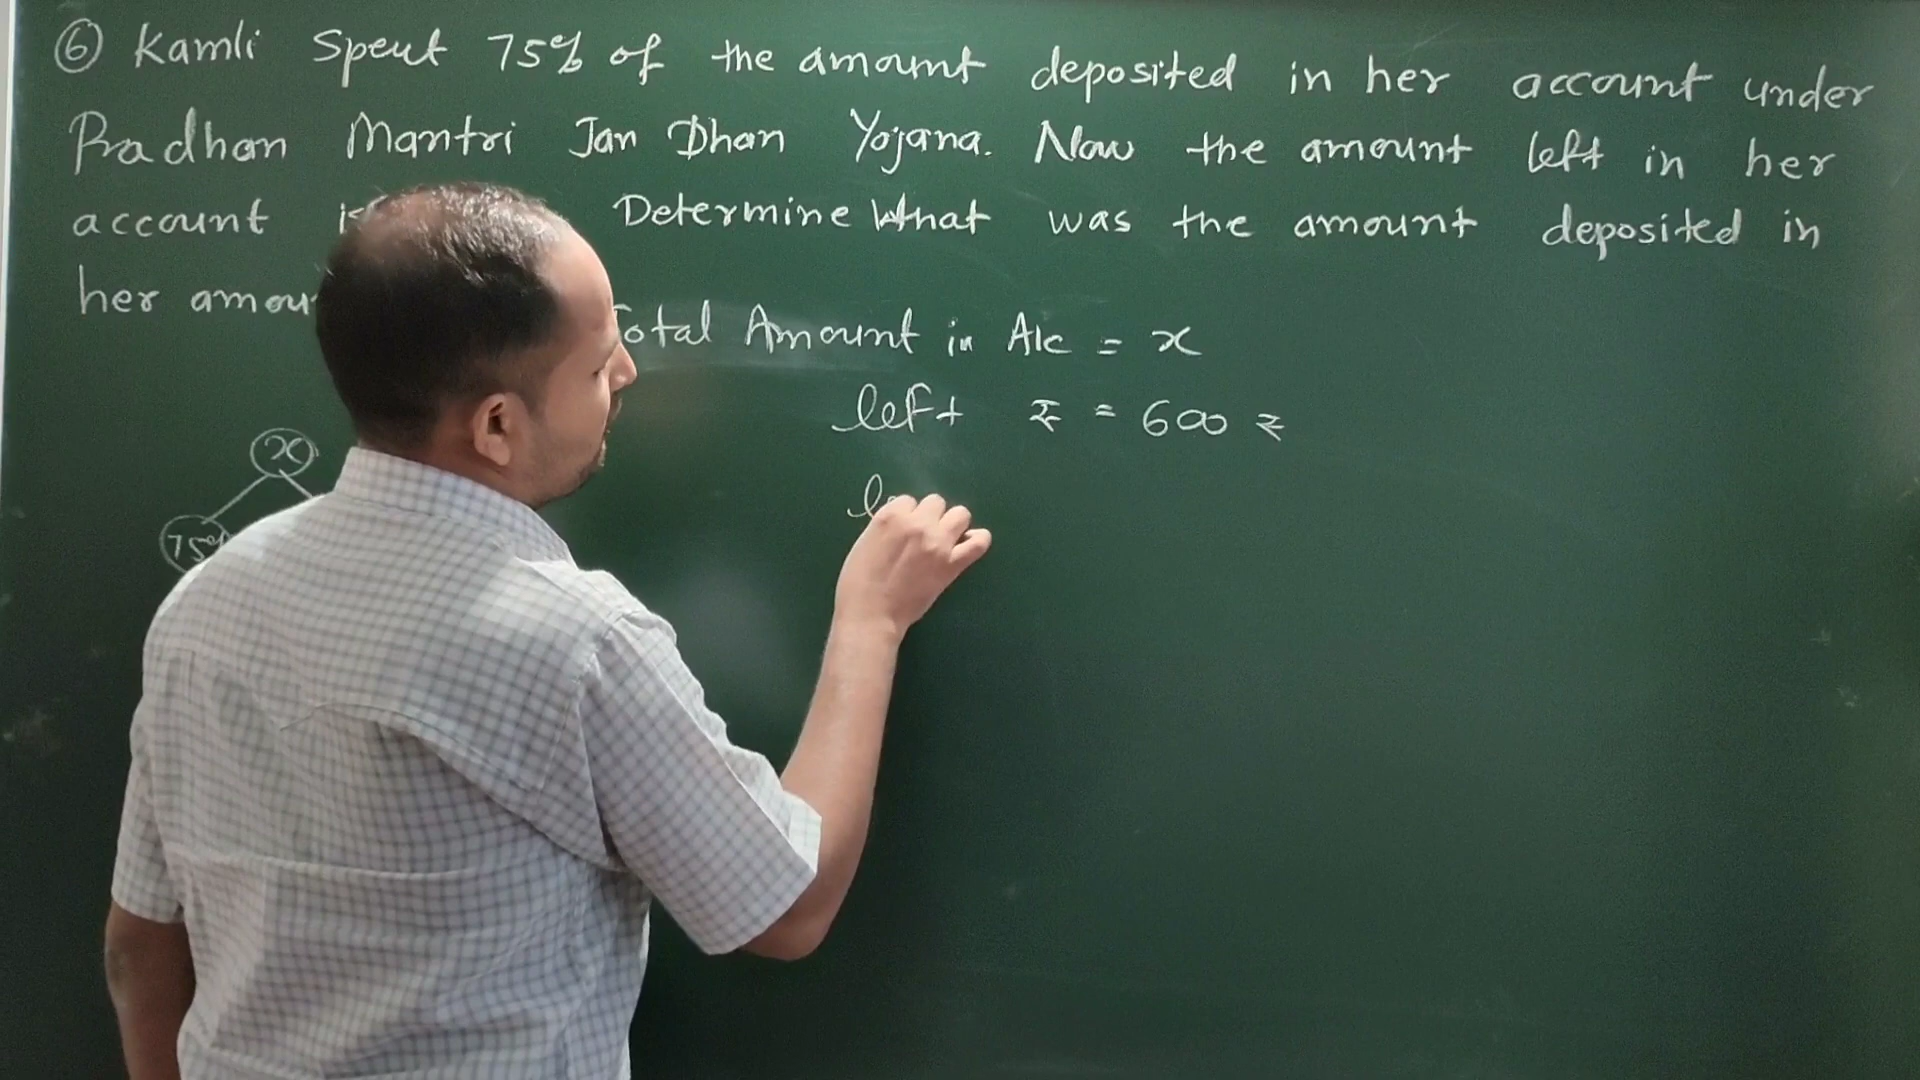 ⑥ Kamli Spent 75% of the amount deposited in her account under
Pradhan Mantri Jan Dhan Yojana. Now the amount left in her
account is Determine What was the amount deposited in
her amou
Total Amount in A/c = x
left ₹ = 600 ₹
x
75%